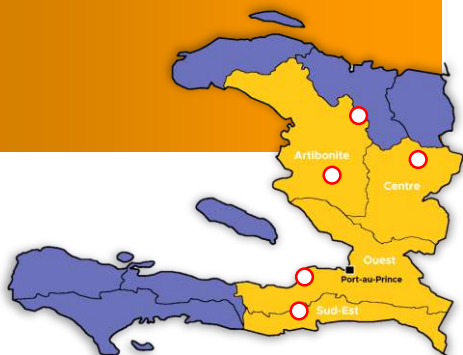 Artibonite
Centre
Ouest
Port-au-Prince
Sud-Est